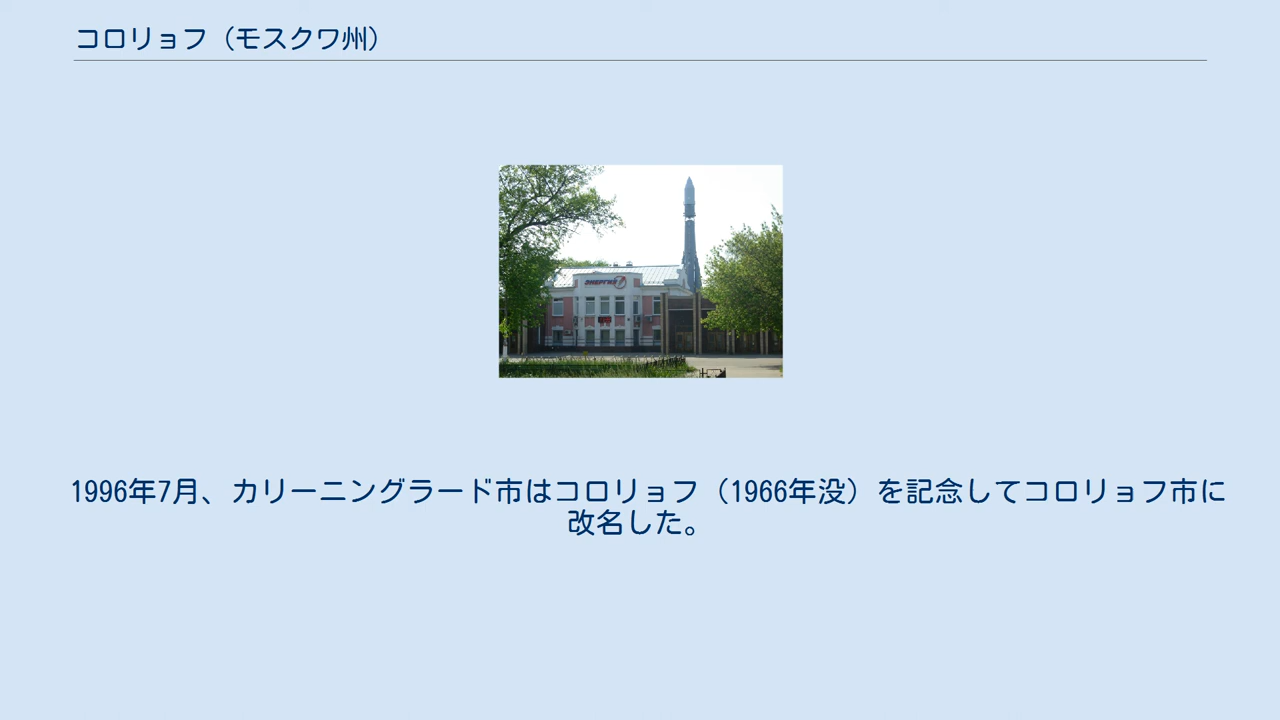 コロリョフ（モスクワ州）
ЭНЕРГИЯ
1996年7月、カリーニングラード市はコロリョフ（1966年没）を記念してコロリョフ市に
改名した。